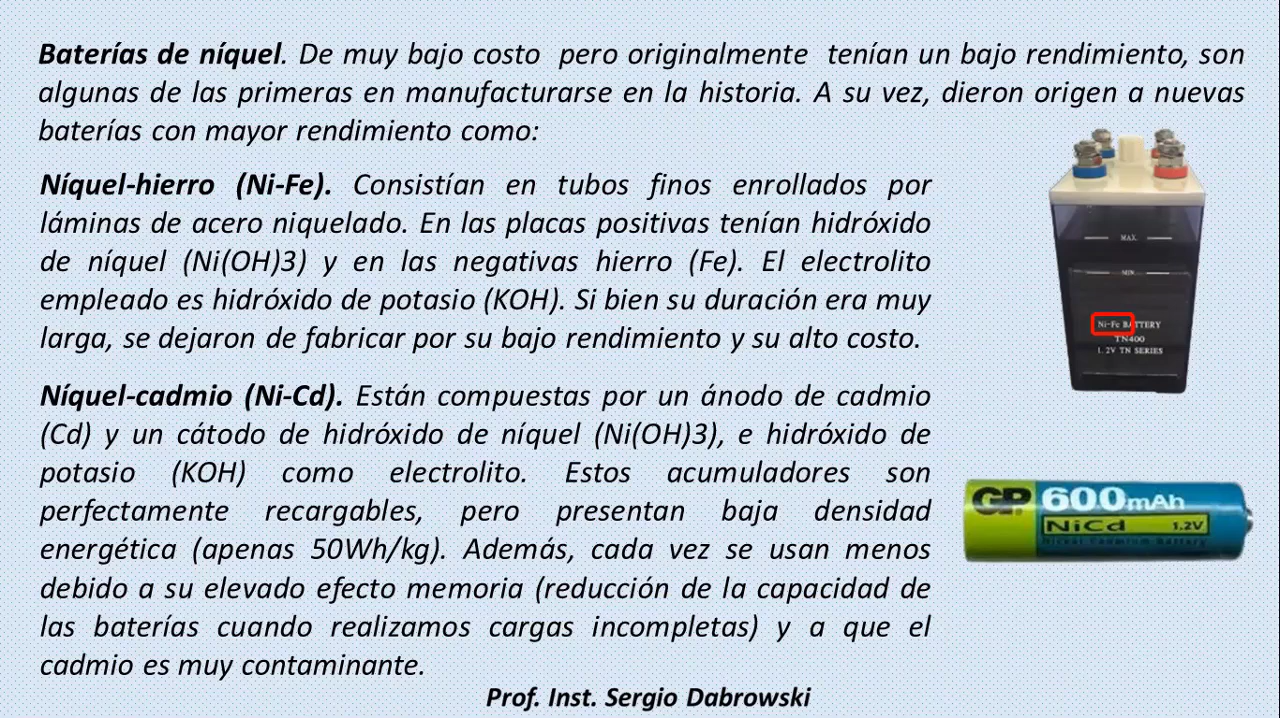 Baterías de níquel. De muy bajo costo pero originalmente tenían un bajo rendimiento, son
algunas de las primeras en manufacturarse en la historia. A su vez, dieron origen a nuevas
baterías con mayor rendimiento como:
Níquel-hierro (Ni-Fe). Consistían en tubos finos enrollados por
láminas de acero niquelado. En las placas positivas tenían hidróxido
de níquel (Ni(OH)3) y en las negativas hierro (Fe). El electrolito
empleado es hidróxido de potasio (KOH). Si bien su duración era muy
larga, se dejaron de fabricar por su bajo rendimiento y su alto costo.
MAX.
MIN
Ni-Fe BATTERY
TN400
1.2V TN SERIES
Níquel-cadmio (Ni-Cd). Están compuestas por un ánodo de cadmio
(Cd) y un cátodo de hidróxido de níquel (Ni(OH)3), e hidróxido de
potasio (KOH) como electrolito. Estos acumuladores son
perfectamente recargables, pero presentan baja densidad
energética (apenas 50Wh/kg). Además, cada vez se usan menos
debido a su elevado efecto memoria (reducción de la capacidad de
las baterías cuando realizamos cargas incompletas) y a que el
cadmio es muy contaminante.
GP 600mAh
NiCd 1.2V
Nickel-Cadmium Battery
Prof. Inst. Sergio Dabrowski